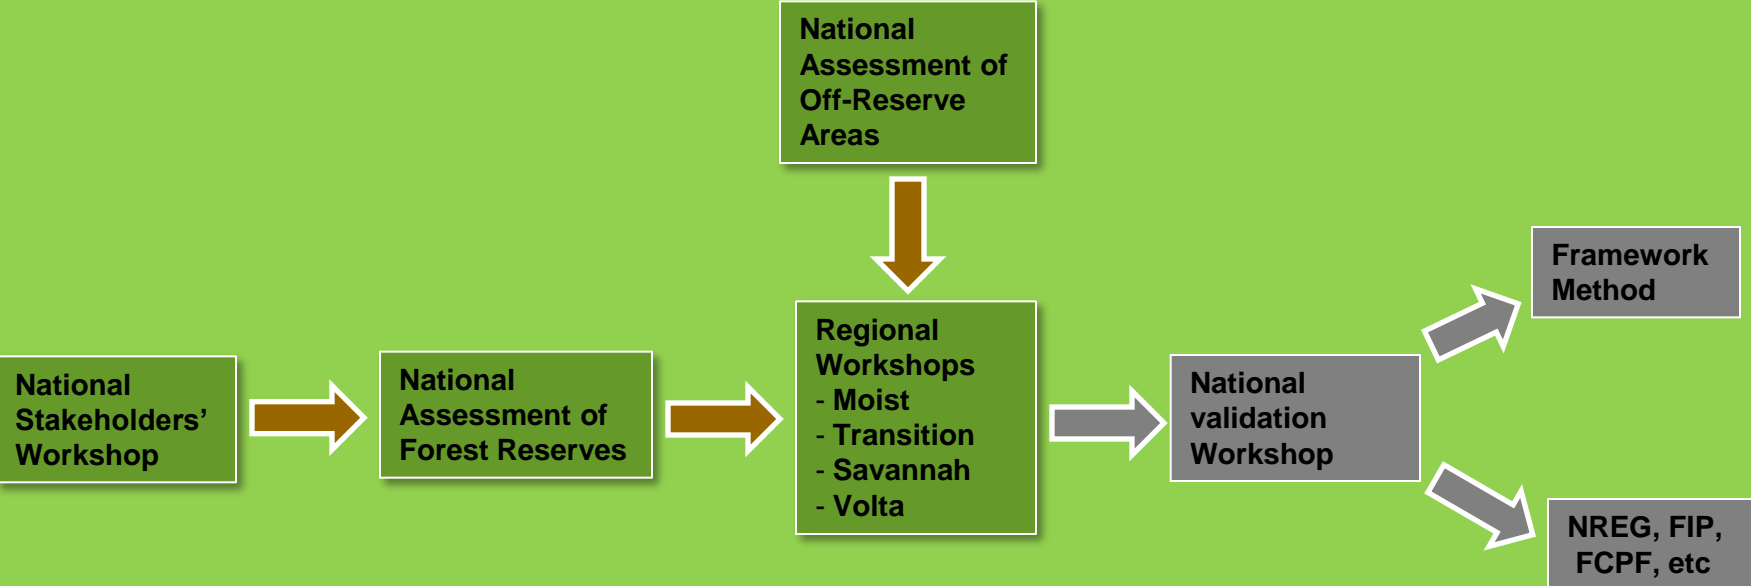 National
Assessment of
Off-Reserve
Areas
National
Stakeholders’
Workshop
National
Assessment of
Forest Reserves
Regional
Workshops
- Moist
- Transition
- Savannah
- Volta
National
validation
Workshop
Framework
Method
NREG, FIP,
FCPF, etc